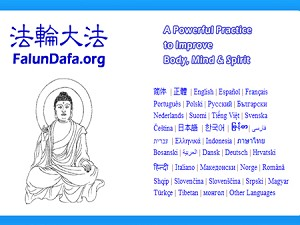 法輪大法
FalunDafa.org
A Powerful Practice
to Improve
Body, Mind & Spirit
简体 | 正體 | English | Español | Français
Português | Polski | Русский | Български
Nederlands | Suomi | Tiếng Việt | Svenska
Čeština | 日本語 | 한국어 | မြန်မာ | فارسی
עברית | Ελληνικά | Indonesia | ภาษาไทย
Bosanski | العربية | Dansk | Deutsch | Hrvatski
हिन्दी | Italiano | Македонски | Norge | Română
Shqip | Slovenčina | Slovenščina | Srpski | Magyar
Türkçe | Tibetan | монгол | Other Languages